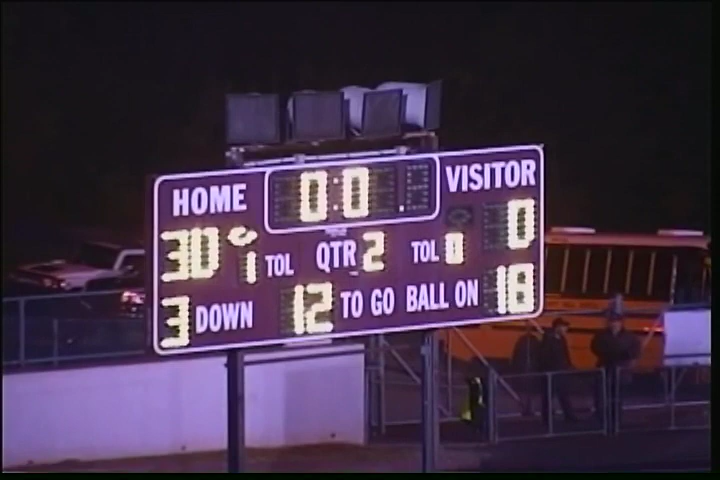 HOME 0:0 VISITOR
30 1 TOL QTR 2 TOL 0 0
3 DOWN 12 TO GO BALL ON 18